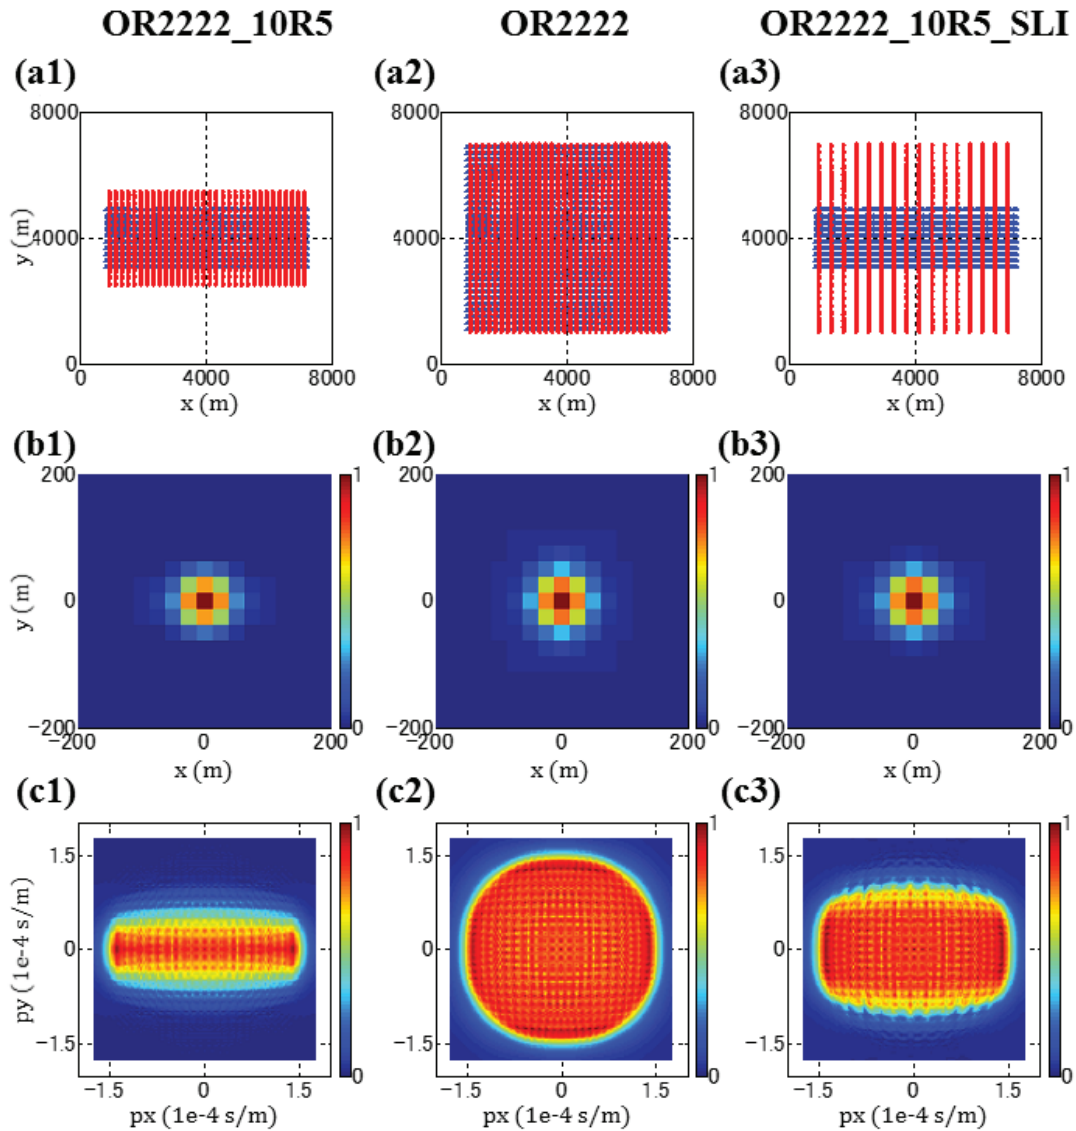 OR2222_10R5 OR2222 OR2222_10R5_SLI
(a1) (a2) (a3)
8000 8000 8000
y (m) 4000 4000 4000
0 0 0
0 4000 8000 0 4000 8000 0 4000 8000
x (m) x (m) x (m)
(b1) (b2) (b3)
200 1 200 1 200 1
y (m) 0 0 0
−200 0 −200 0 −200 0
−200 0 200 −200 0 200 −200 0 200
x (m) x (m) x (m)
(c1) (c2) (c3)
1 1 1
1.5 1.5 1.5
py (1e-4 s/m) 0 0 0
−1.5 −1.5 −1.5
0 0 0
−1.5 0 1.5 −1.5 0 1.5 −1.5 0 1.5
px (1e-4 s/m) px (1e-4 s/m) px (1e-4 s/m)